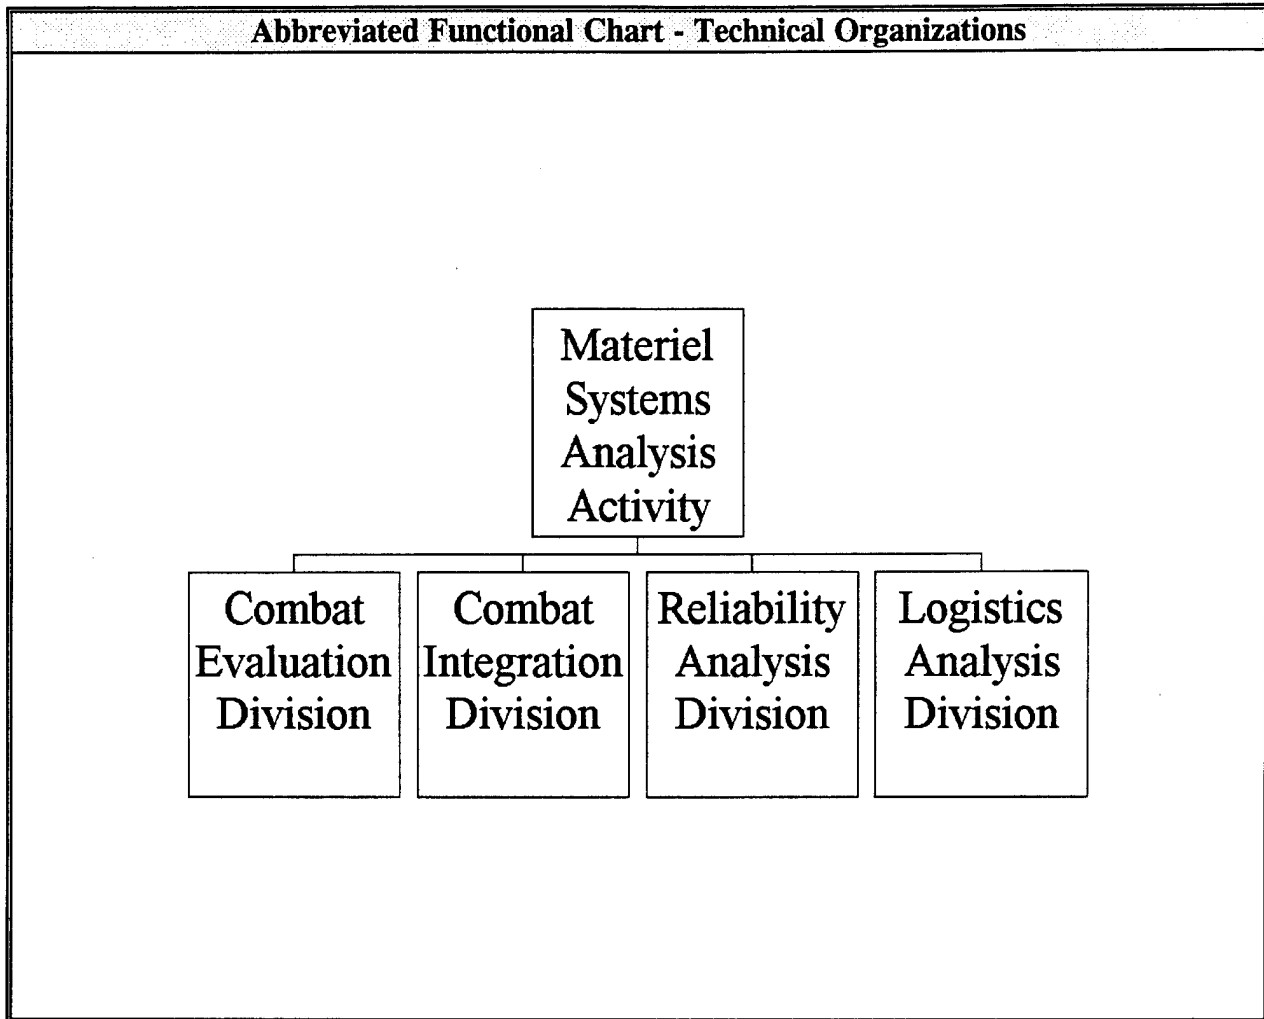 Abbreviated Functional Chart - Technical Organizations
Materiel
Systems
Analysis
Activity
Combat
Evaluation
Division
Combat
Integration
Division
Reliability
Analysis
Division
Logistics
Analysis
Division